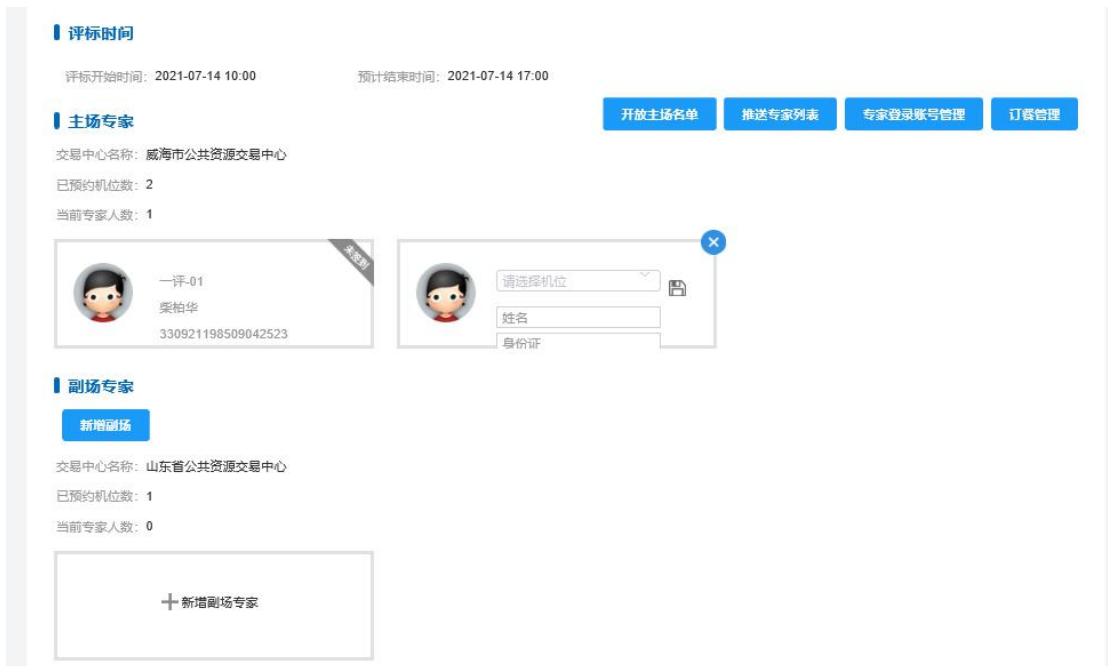 评标时间
评标开始时间：2021-07-14 10:00 预计结束时间：2021-07-14 17:00
主场专家 开放主场名单 推送专家列表 专家登录账号管理 订餐管理
交易中心名称：威海市公共资源交易中心
已预约机位数：2
当前专家人数：1
未签到
一评-01
柴柏华
330921198509042523
请选择机位
姓名
身份证
副场专家
新增副场
交易中心名称：山东省公共资源交易中心
已预约机位数：1
当前专家人数：0
新增副场专家